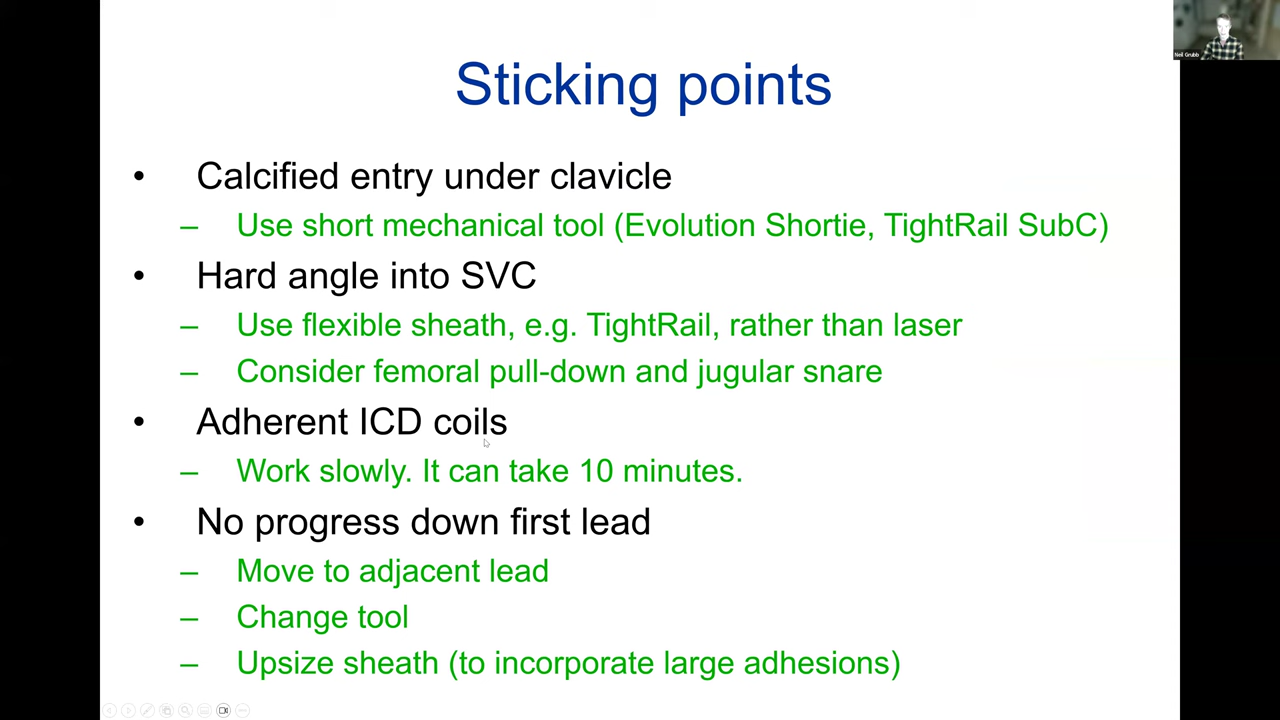 Neil Grubb
Sticking points
• Calcified entry under clavicle
– Use short mechanical tool (Evolution Shortie, TightRail SubC)
• Hard angle into SVC
– Use flexible sheath, e.g. TightRail, rather than laser
– Consider femoral pull-down and jugular snare
• Adherent ICD coils
– Work slowly. It can take 10 minutes.
• No progress down first lead
– Move to adjacent lead
– Change tool
– Upsize sheath (to incorporate large adhesions)